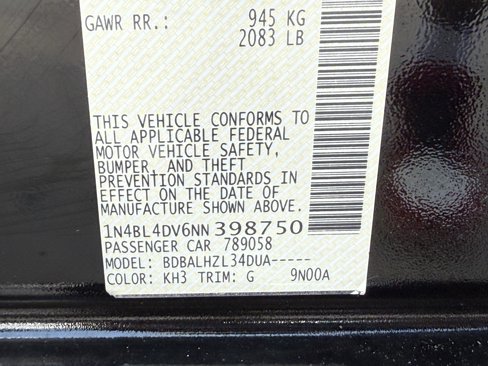 GAWR RR.: 945 KG
2083 LB
THIS VEHICLE CONFORMS TO
ALL APPLICABLE FEDERAL
MOTOR VEHICLE SAFETY,
BUMPER, AND THEFT
PREVENTION STANDARDS IN
EFFECT ON THE DATE OF
MANUFACTURE SHOWN ABOVE.
1N4BL4DV6NN398750
PASSENGER CAR 789058
MODEL: BDBALHZL34DUA-----
COLOR: KH3 TRIM: G 9N00A